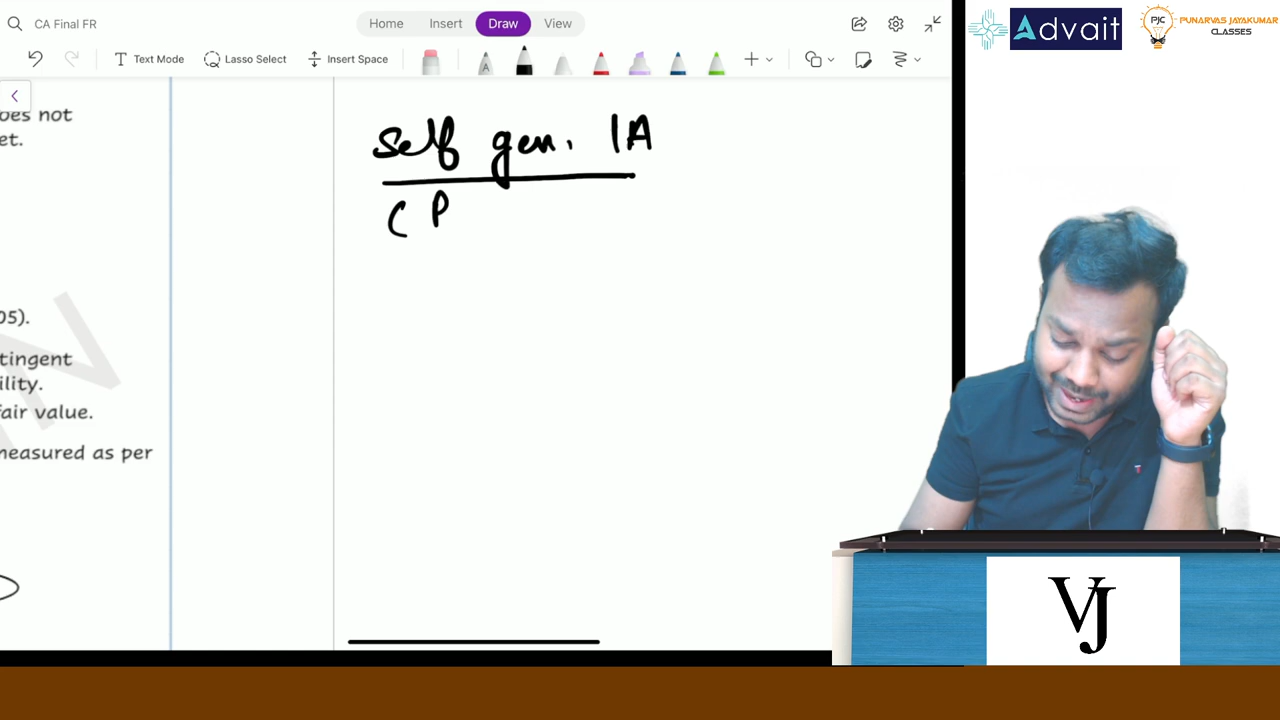 CA Final FR
Home Insert Draw View
Advait
PJC
PUNARVAS JAYAKUMAR
CLASSES
Text Mode Lasso Select Insert Space
A
oes not
et.
05).
tingent
ility.
fair value.
measured as per
Self gen. IA
( P
VJ